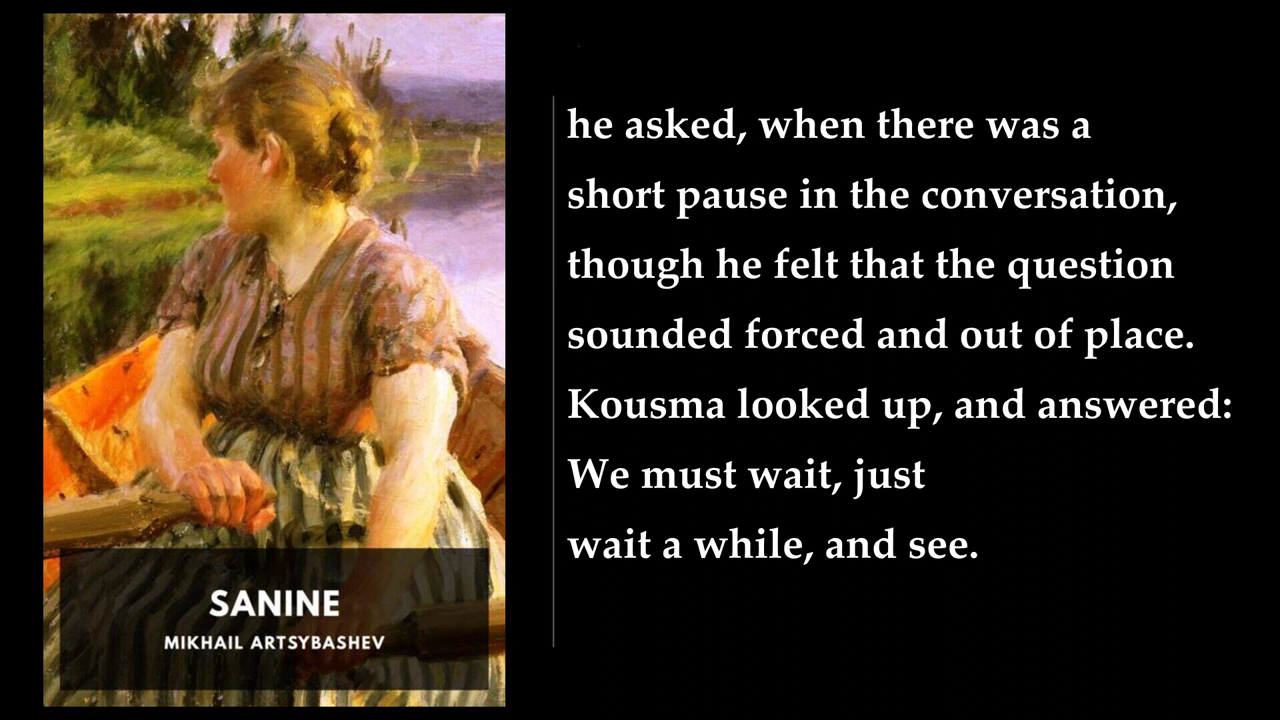 SANINE
MIKHAIL ARTSYBASHEV
he asked, when there was a
short pause in the conversation,
though he felt that the question
sounded forced and out of place.
Kousma looked up, and answered:
We must wait, just
wait a while, and see.